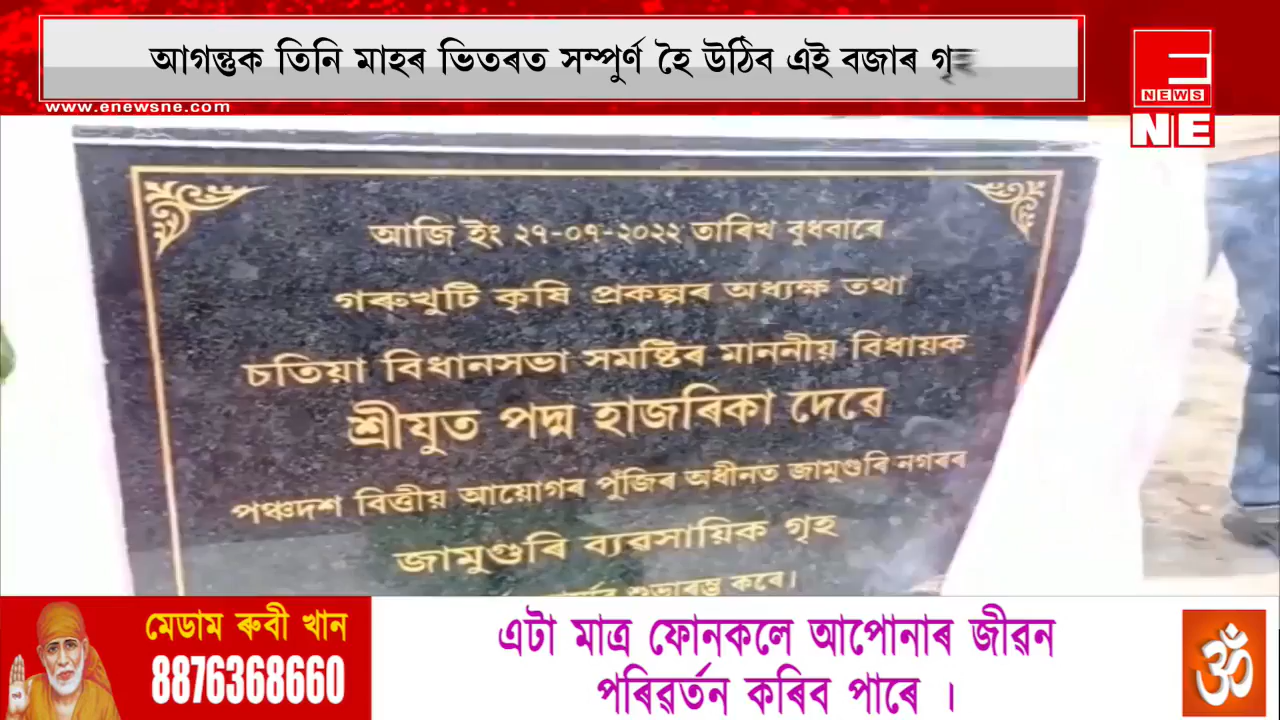 আগন্তুক তিনি মাহৰ ভিতৰত সম্পুৰ্ণ হৈ উঠিব এই বজাৰ গৃহ
www.enewsne.com
E
NEWS
NE
আজি ইং ২৭-০৭-২০২২ তাৰিখ বুধবাৰে
গৰুখুটি কৃষি প্ৰকল্পৰ অধ্যক্ষ তথা
চতিয়া বিধানসভা সমষ্টিৰ মাননীয় বিধায়ক
শ্ৰীযুত পদ্ম হাজৰিকা দেৱে
পঞ্চদশ বিত্তীয় আয়োগৰ পুঁজিৰ অধীনত জামুগুৰি নগৰৰ
জামুগুৰি ব্যৱসায়িক গৃহ
শুভাৰম্ভ কৰে।
মেডাম ৰুবী খান
8876368660
এটা মাত্ৰ ফোনকলে আপোনাৰ জীৱন
পৰিৱৰ্তন কৰিব পাৰে ।
ॐ